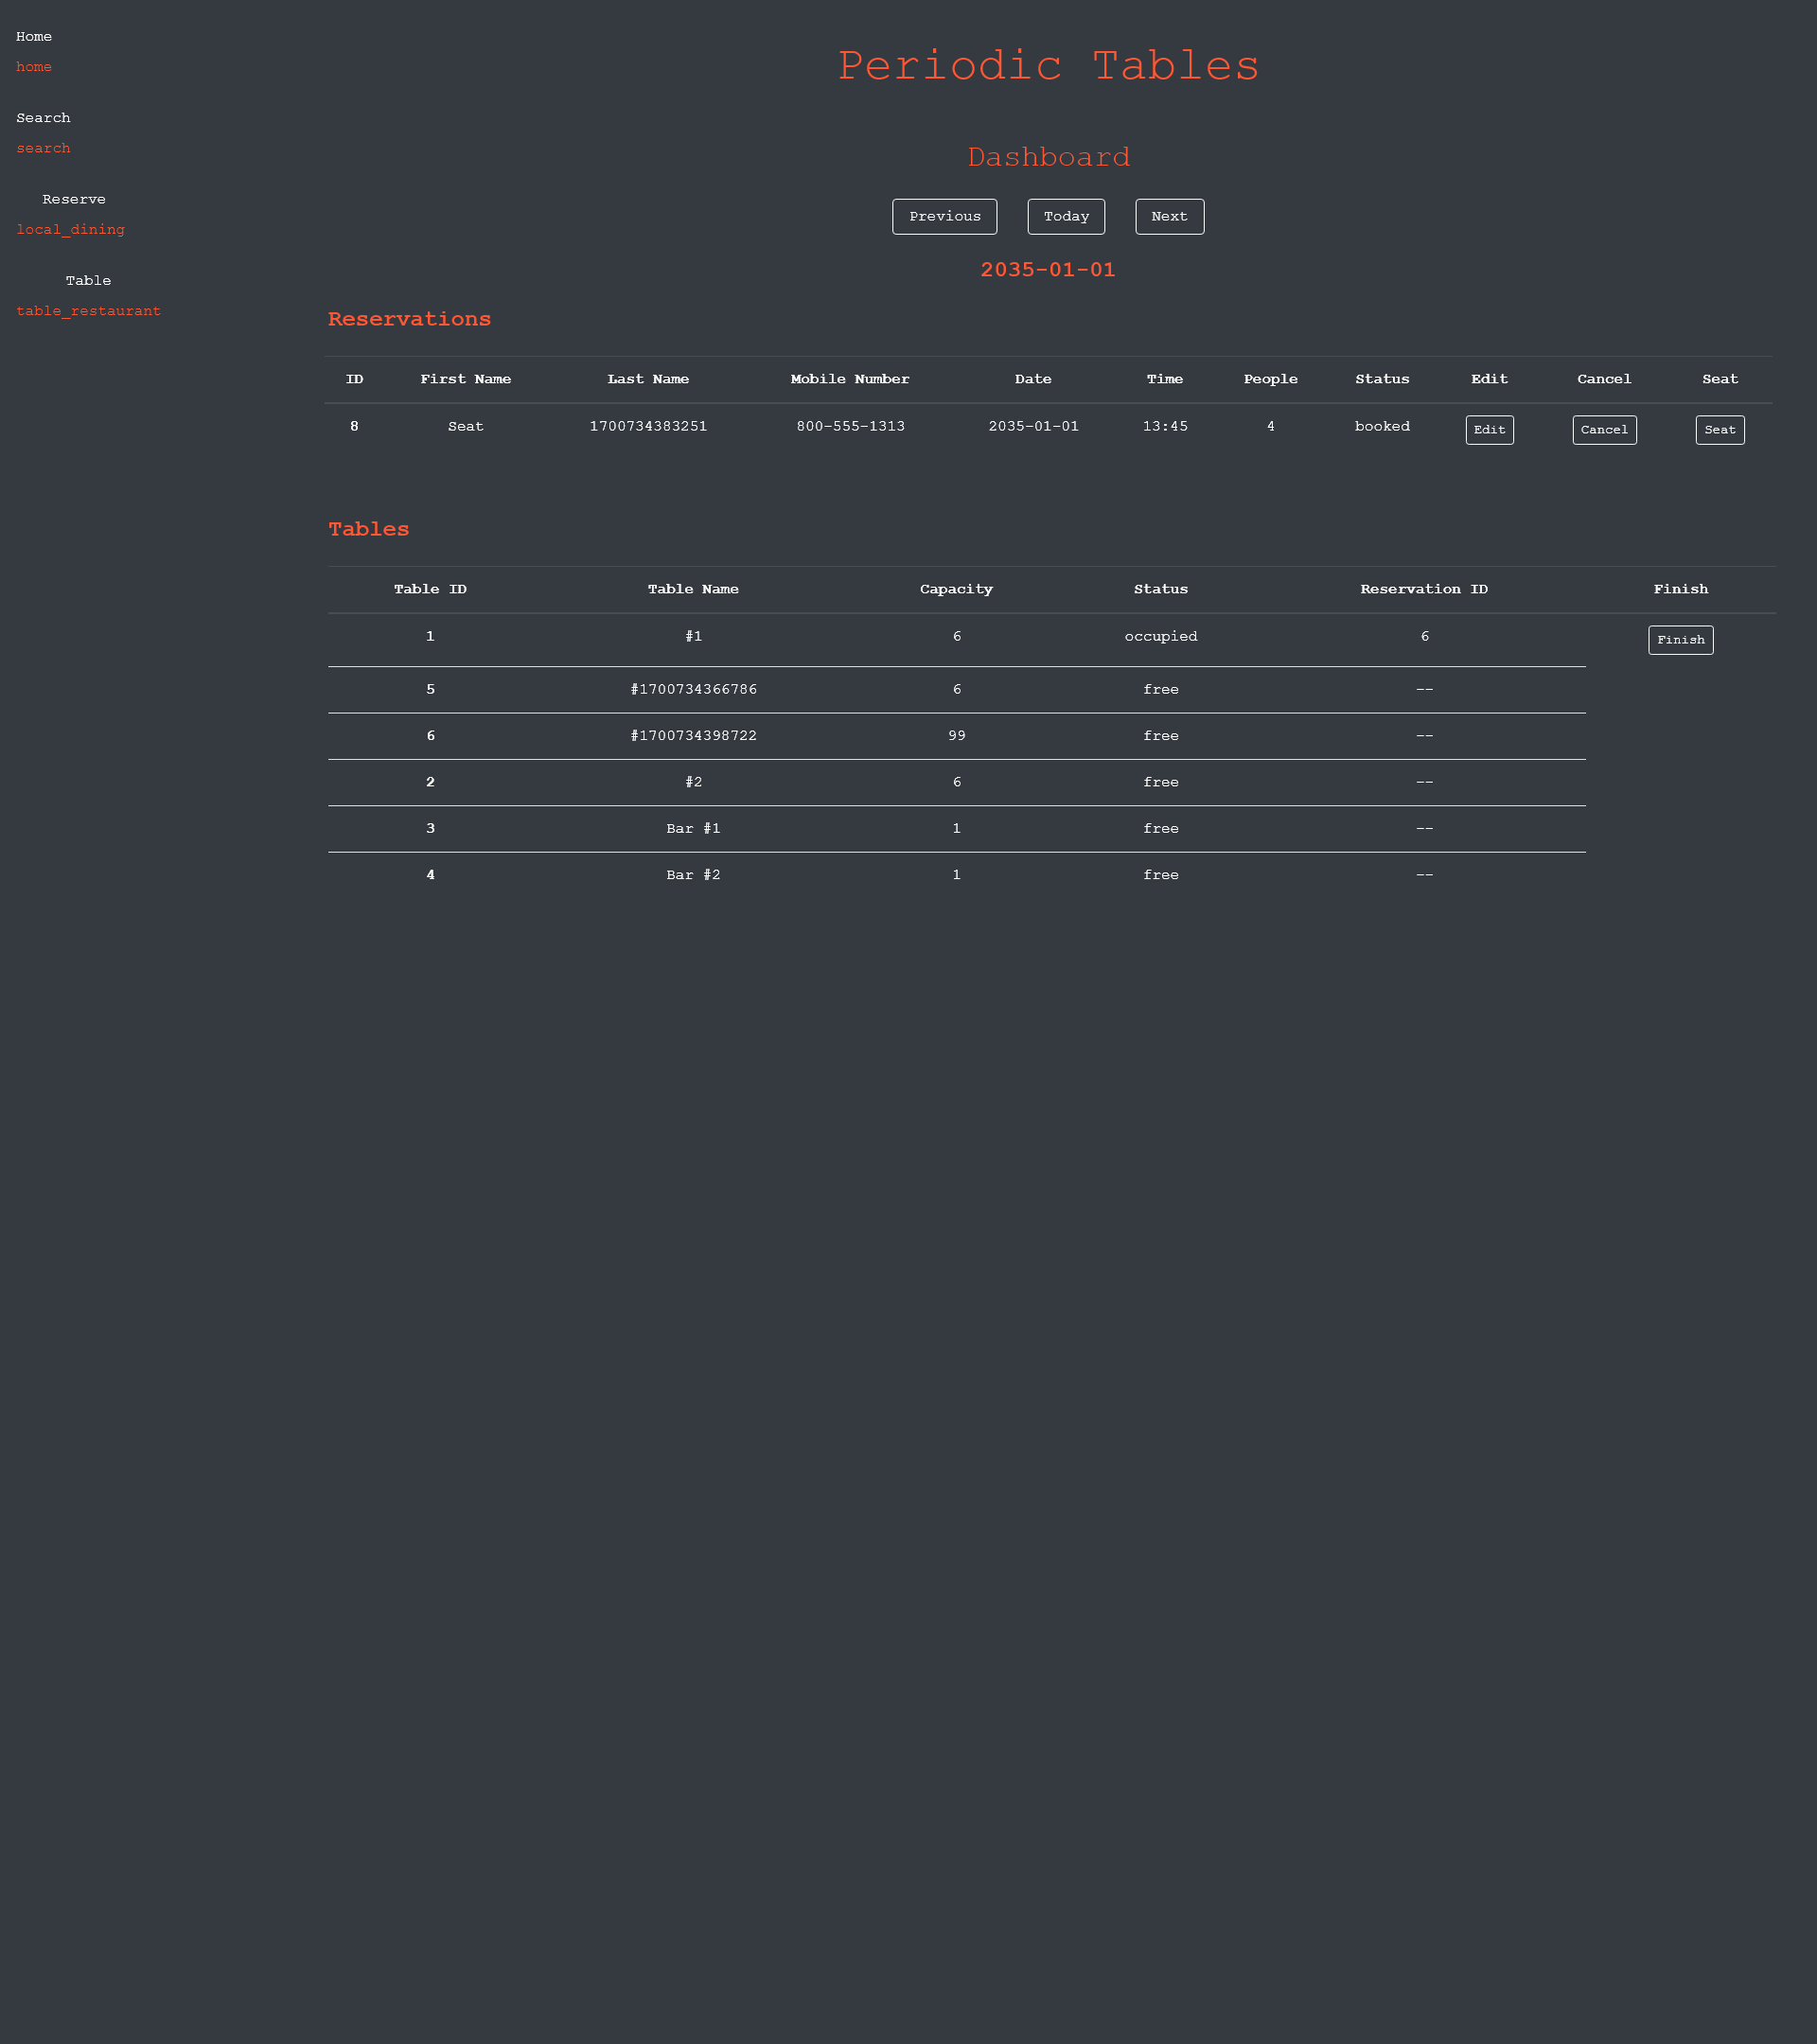 Home
home
Search
search
Reserve
local_dining
Table
table_restaurant
Periodic Tables
Dashboard
Previous Today Next
2035-01-01
Reservations
ID First Name Last Name Mobile Number Date Time People Status Edit Cancel Seat
8 Seat 1700734383251 800-555-1313 2035-01-01 13:45 4 booked Edit Cancel Seat
Tables
Table ID Table Name Capacity Status Reservation ID Finish
1 #1 6 occupied 6 Finish
5 #1700734366786 6 free --
6 #1700734398722 99 free --
2 #2 6 free --
3 Bar #1 1 free --
4 Bar #2 1 free --